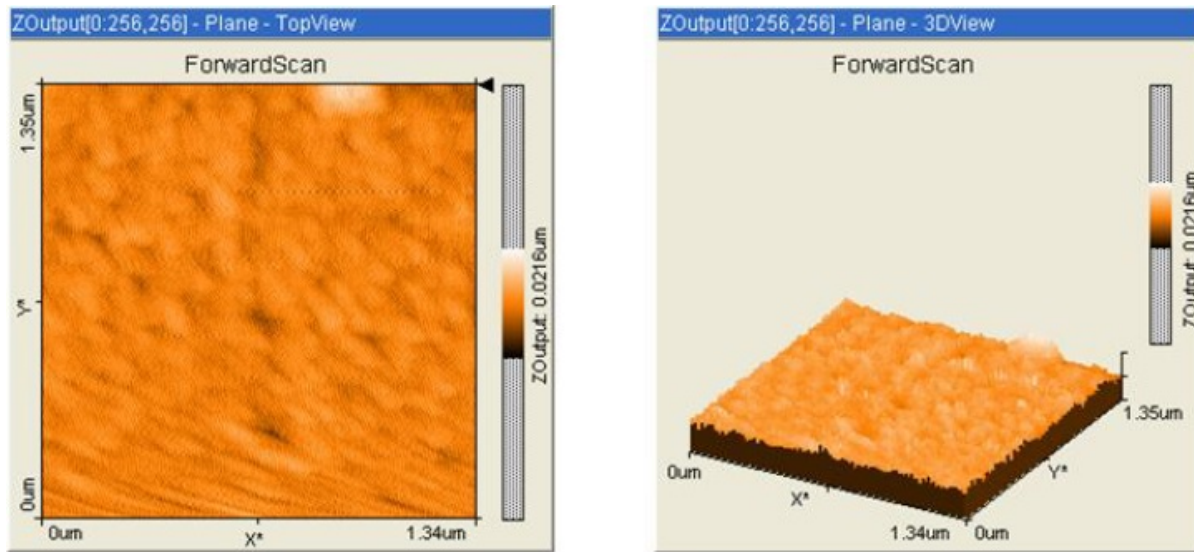 ZOutput[0:256,256] - Plane - TopView
ForwardScan
1.35um
Y*
0um
0um
X*
1.34um
ZOutput: 0.0216um
ZOutput[0:256,256] - Plane - 3DView
ForwardScan
ZOutput: 0.0216um
1.35um
Y*
0um
X*
1.34um
0um